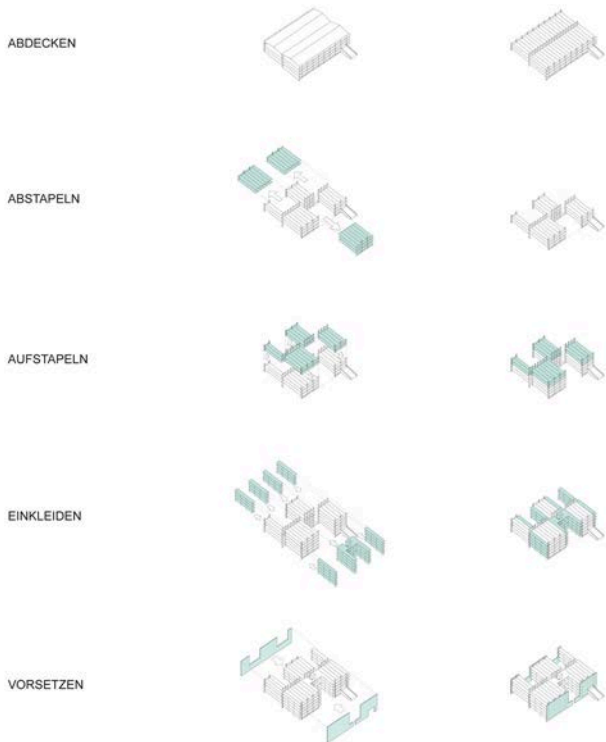 ABDECKEN
ABSTAPELN
AUFSTAPELN
EINKLEIDEN
VORSETZEN